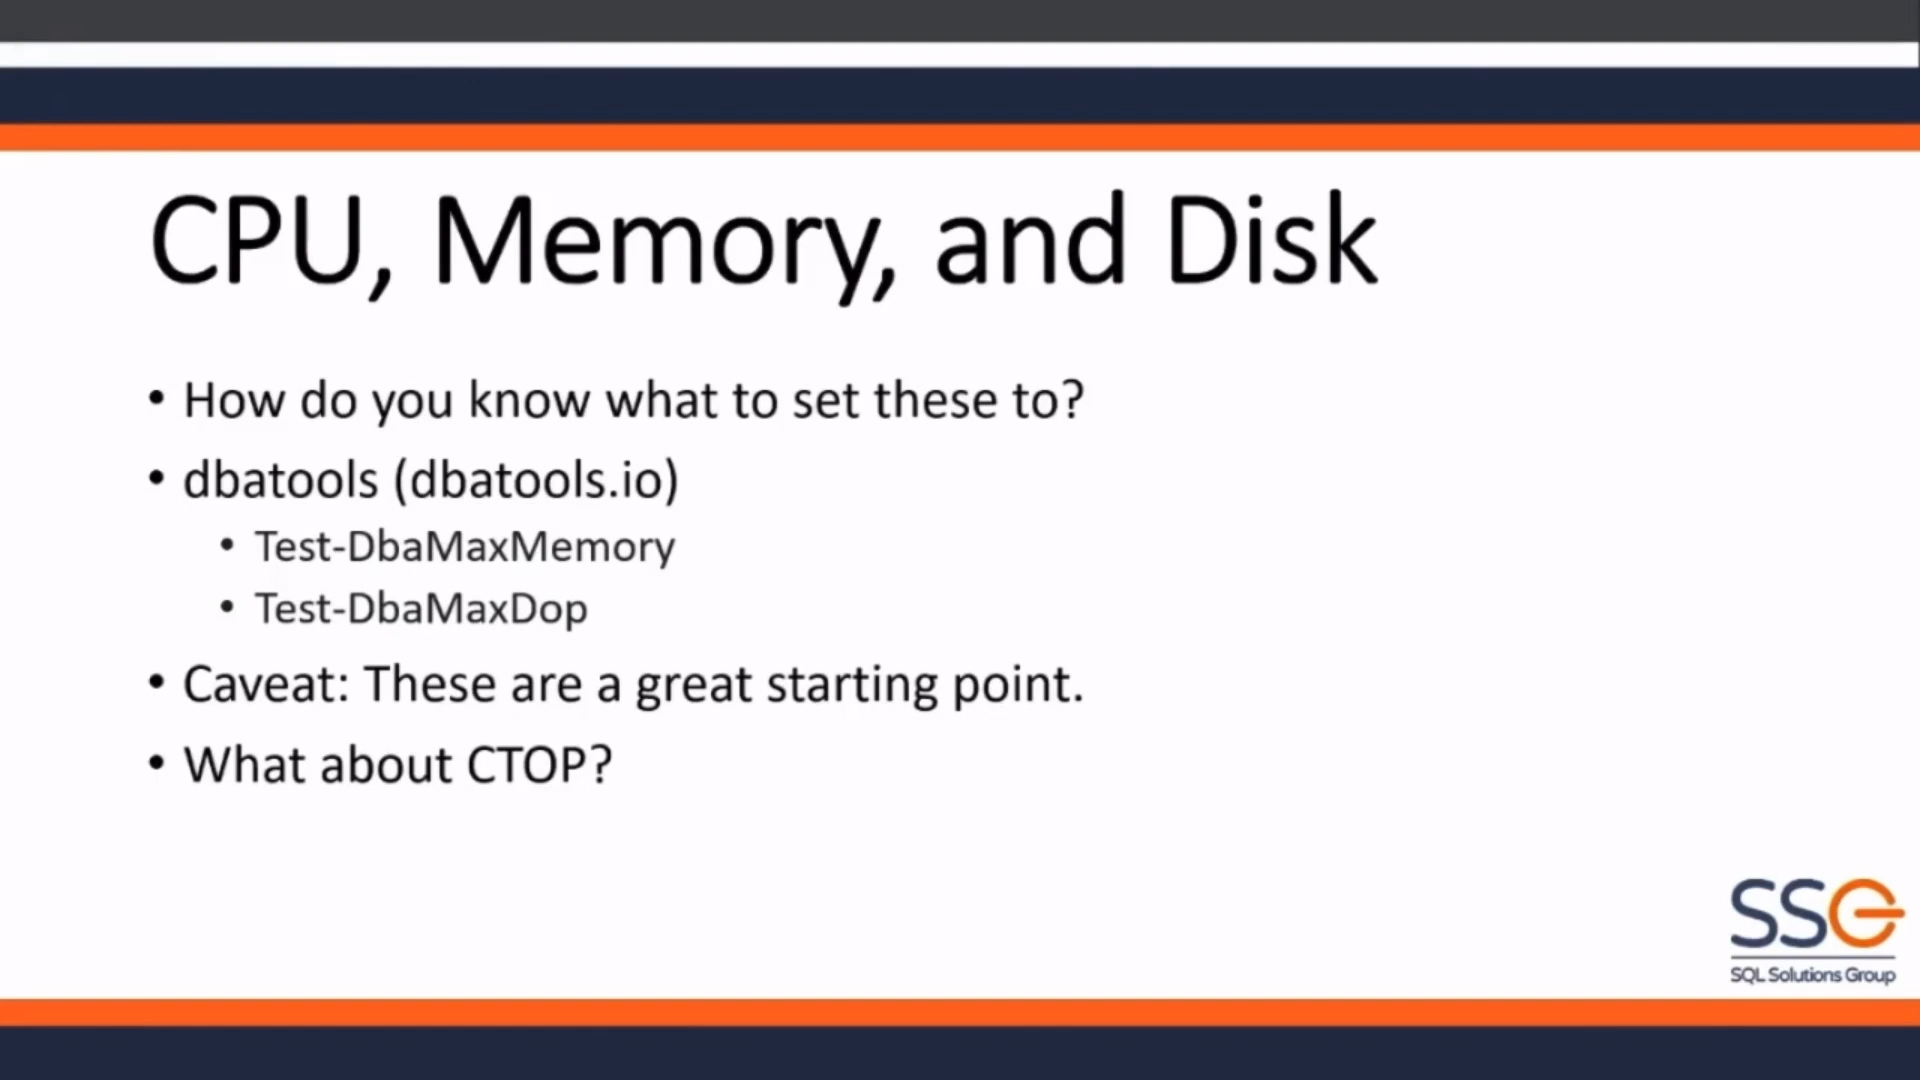 CPU, Memory, and Disk
• How do you know what to set these to?
• dbatools (dbatools.io)
• Test-DbaMaxMemory
• Test-DbaMaxDop
• Caveat: These are a great starting point.
• What about CTOP?
SSG
SQL Solutions Group